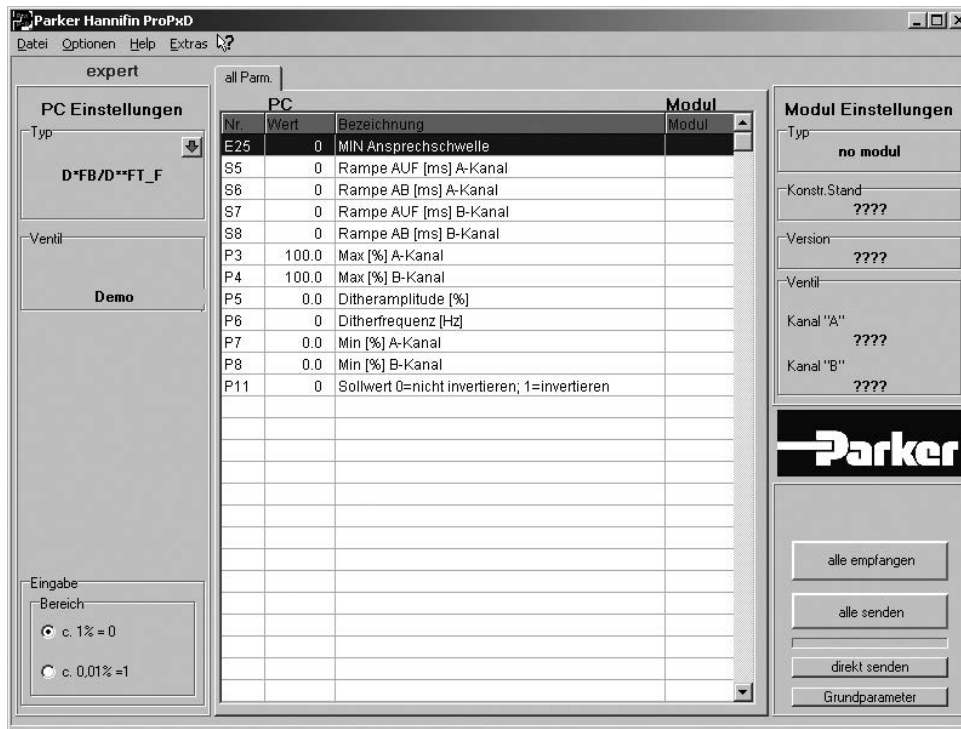 Parker Hannifin ProPxD
Datei Optionen Help Extras
expert
PC Einstellungen
Typ
D*FB/D**FT_F
Ventil
Demo
Eingabe
Bereich
c. 1% = 0
c. 0,01% =1
all Parm.
PC Modul
Nr. Wert Bezeichnung Modul
E25 0 MIN Ansprechschwelle
S5 0 Rampe AUF [ms] A-Kanal
S6 0 Rampe AB [ms] A-Kanal
S7 0 Rampe AUF [ms] B-Kanal
S8 0 Rampe AB [ms] B-Kanal
P3 100.0 Max [%] A-Kanal
P4 100.0 Max [%] B-Kanal
P5 0.0 Ditheramplitude [%]
P6 0 Ditherfrequenz [Hz]
P7 0.0 Min [%] A-Kanal
P8 0.0 Min [%] B-Kanal
P11 0 Sollwert 0=nicht invertieren; 1=invertieren
Modul Einstellungen
Typ
no modul
Konstr.Stand
????
Version
????
Ventil
Kanal "A"
????
Kanal "B"
????
Parker
alle empfangen
alle senden
direkt senden
Grundparameter